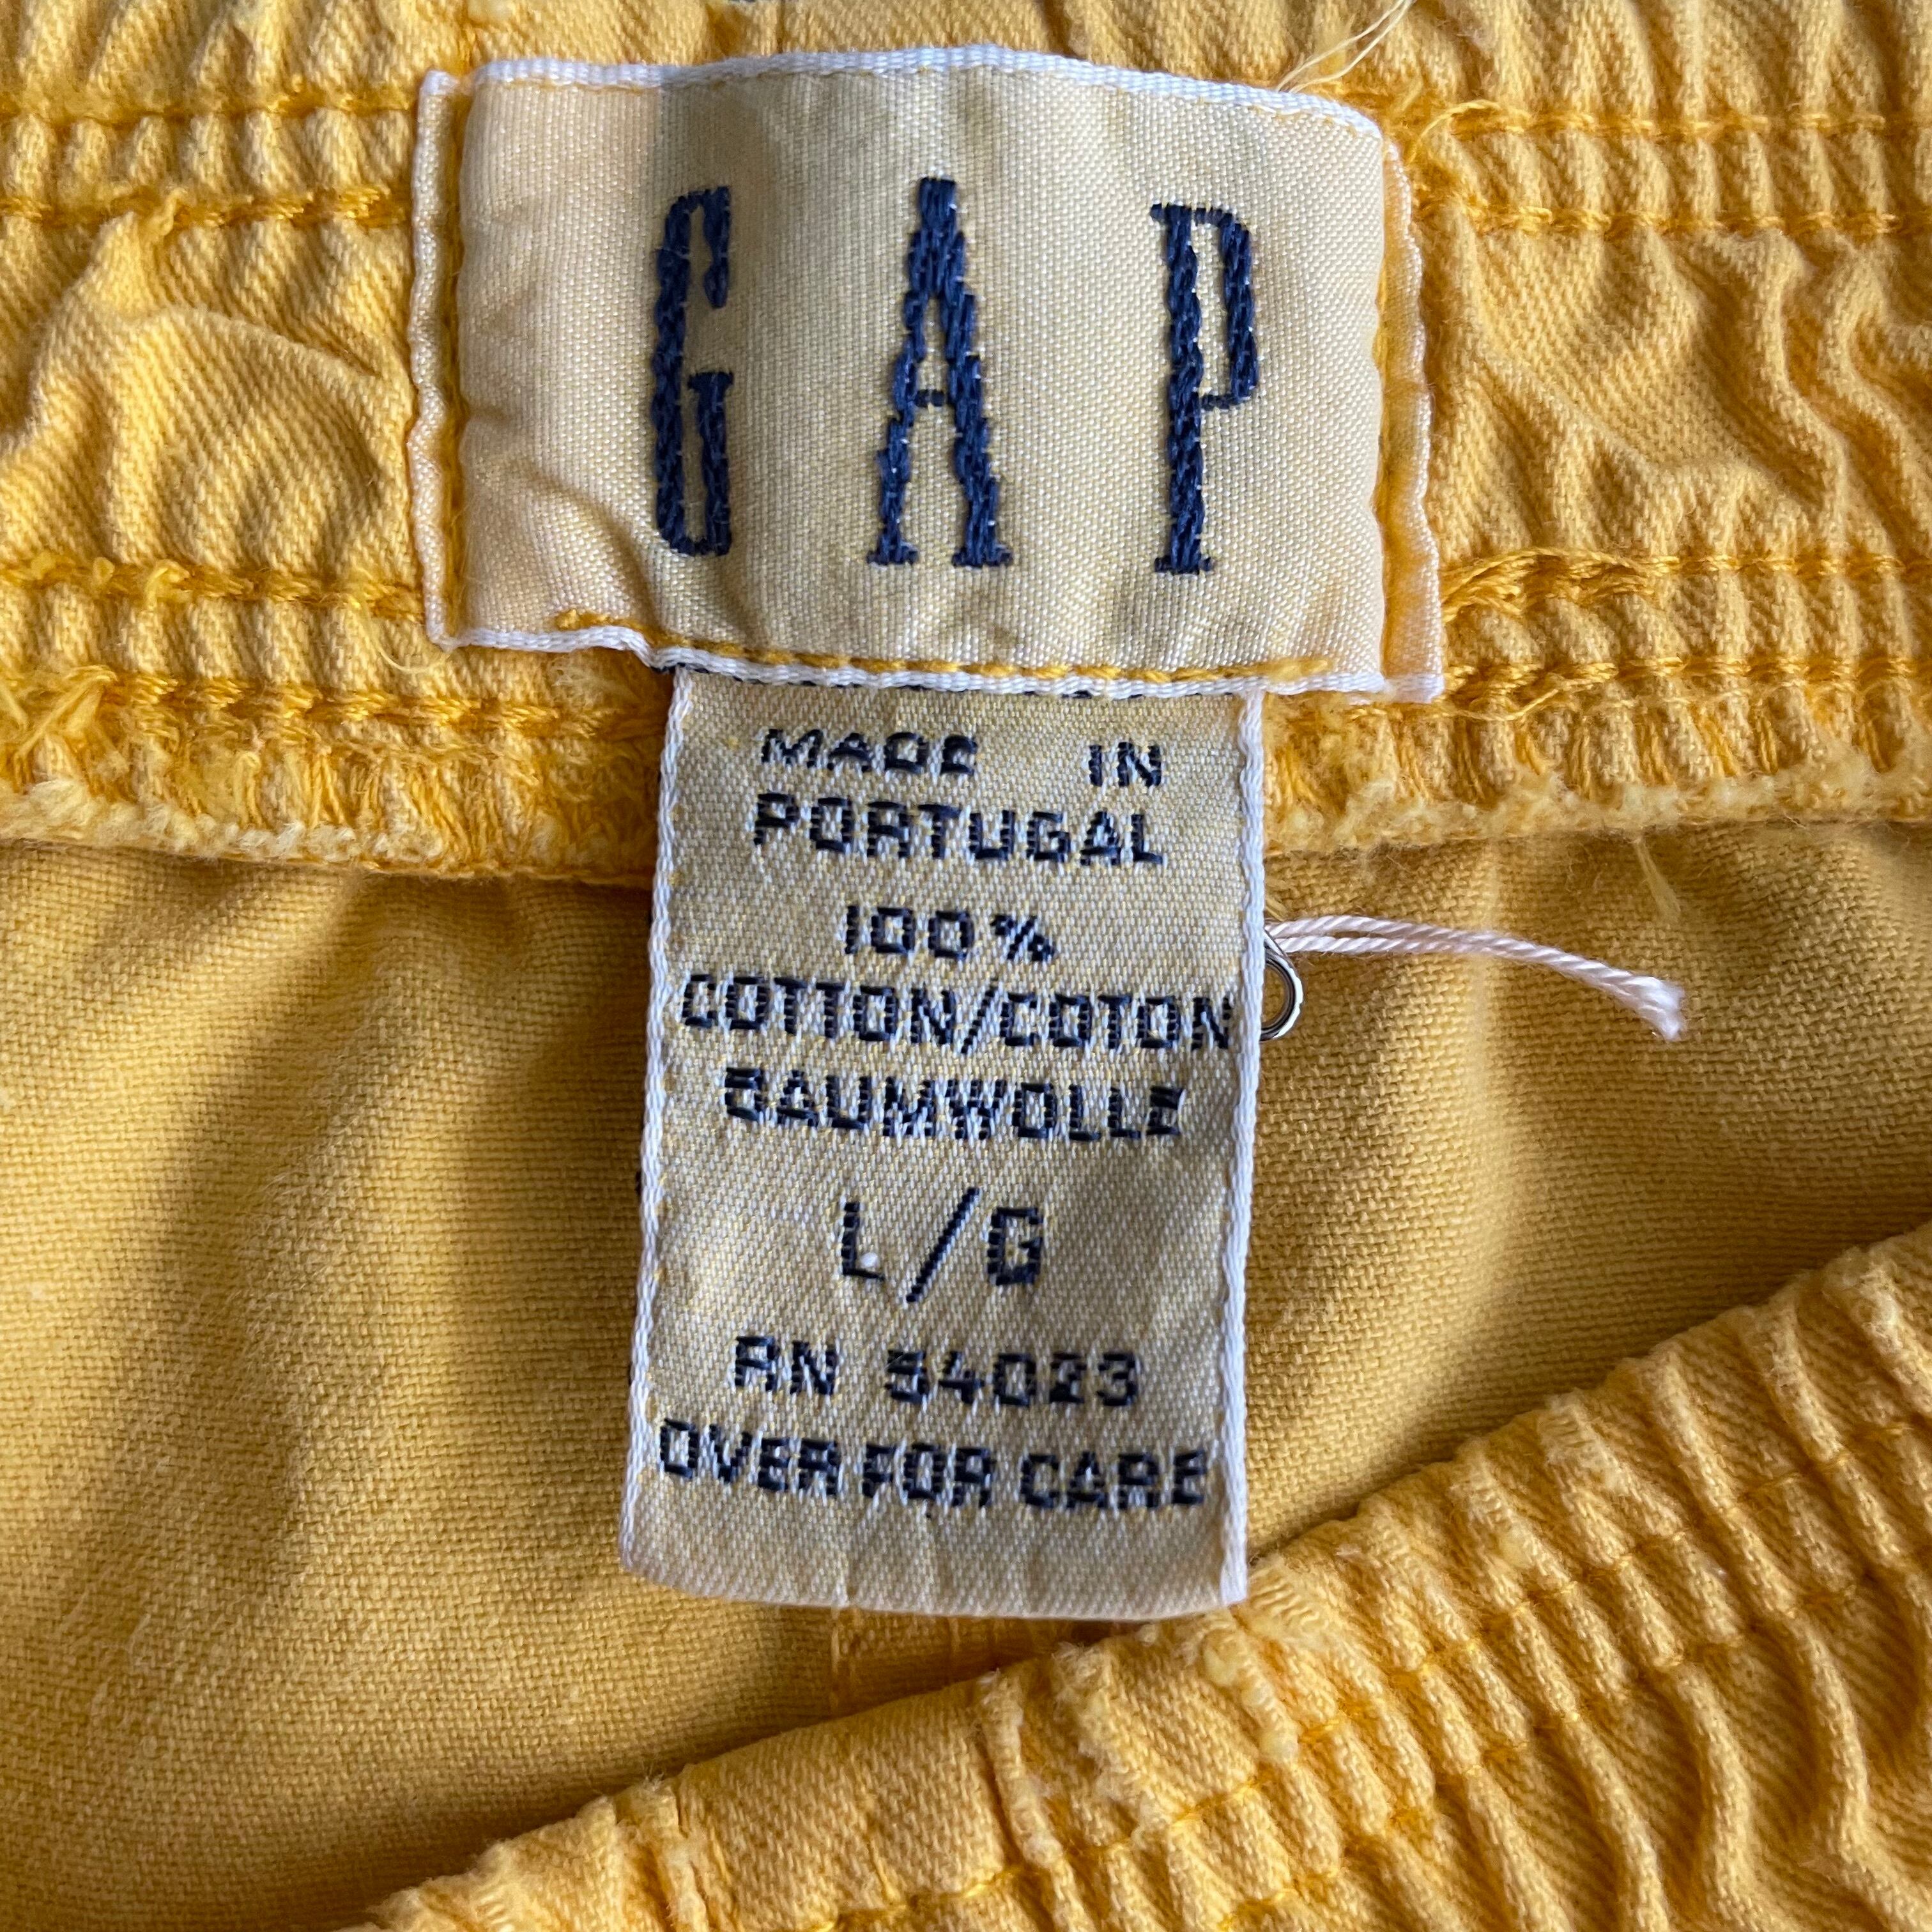 GAP
MADE IN
PORTUGAL
100%
COTTON/COTON
BAUMWOLLE
L/G
RN 54023
OVER FOR CARE